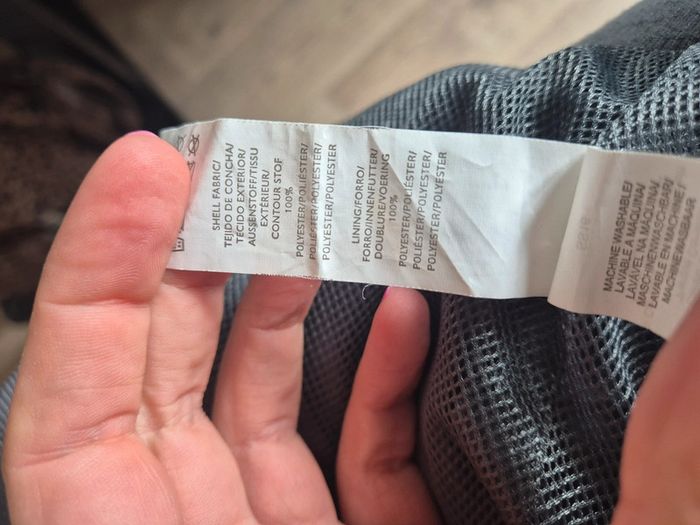 SHELL FABRIC/
TEJIDO DE CONCHA/
TÉCIDO EXTERIOR/
AUSSENSTOFF/TISSU
EXTÉRIEUR/
CONTOUR STOF
100%
POLYESTER/POLIÉSTER/
POLIÉSTER/POLYESTER/
POLYESTER/POLYESTER
LINING/FORRO/
FORRO/INNENFUTTER/
DOUBLURE/VOERING
100%
POLYESTER/POLIÉSTER/
POLIÉSTER/POLYESTER/
POLYESTER/POLYESTER
MACHINE WASHABLE/
LAVABLE A MÁQUINA/
LAVÁVEL NA MÁQUINA/
MASCHINENWASCHBAR/
LAVABLE EN MACHINE/
MACHINEWASBAAR